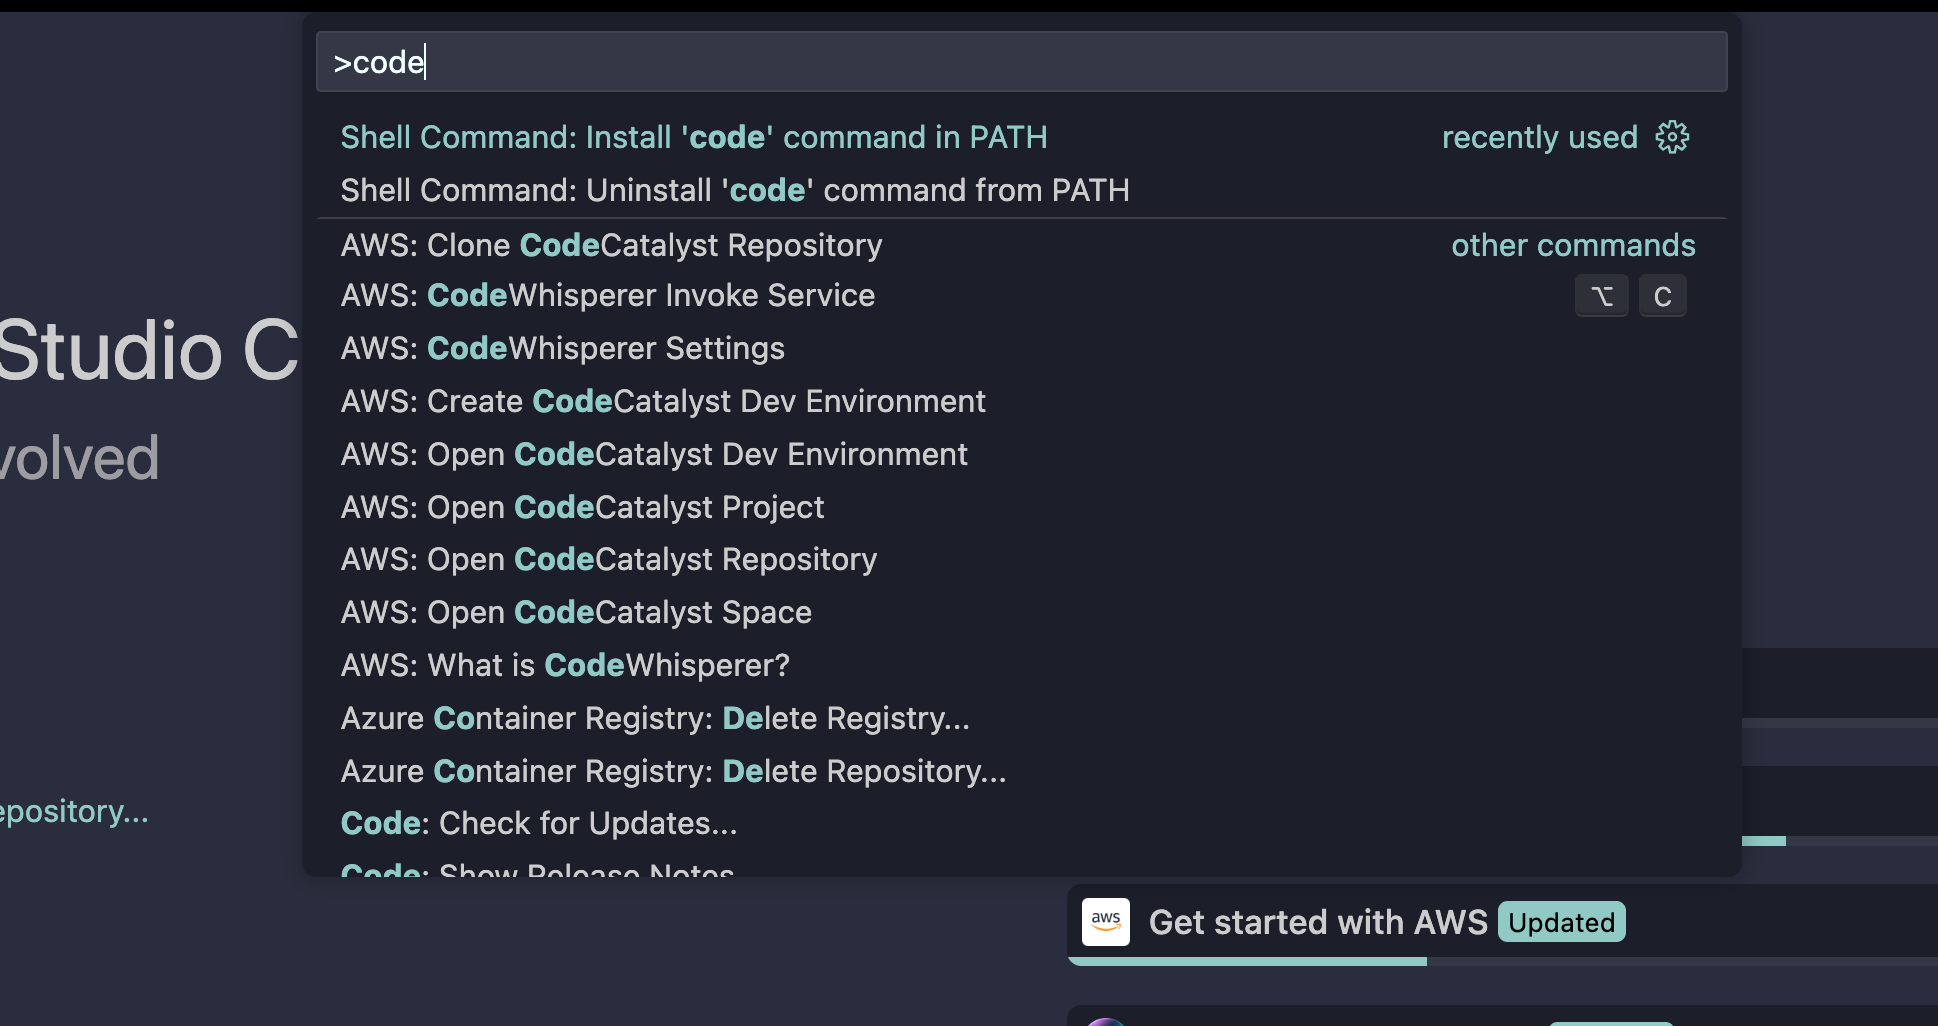 >code
Shell Command: Install 'code' command in PATH recently used
Shell Command: Uninstall 'code' command from PATH
AWS: Clone CodeCatalyst Repository other commands
AWS: CodeWhisperer Invoke Service ⌥ C
AWS: CodeWhisperer Settings
AWS: Create CodeCatalyst Dev Environment
AWS: Open CodeCatalyst Dev Environment
AWS: Open CodeCatalyst Project
AWS: Open CodeCatalyst Repository
AWS: Open CodeCatalyst Space
AWS: What is CodeWhisperer?
Azure Container Registry: Delete Registry...
Azure Container Registry: Delete Repository...
Code: Check for Updates...
Code: Show Release Notes
Studio C
volved
epository...
aws Get started with AWS Updated